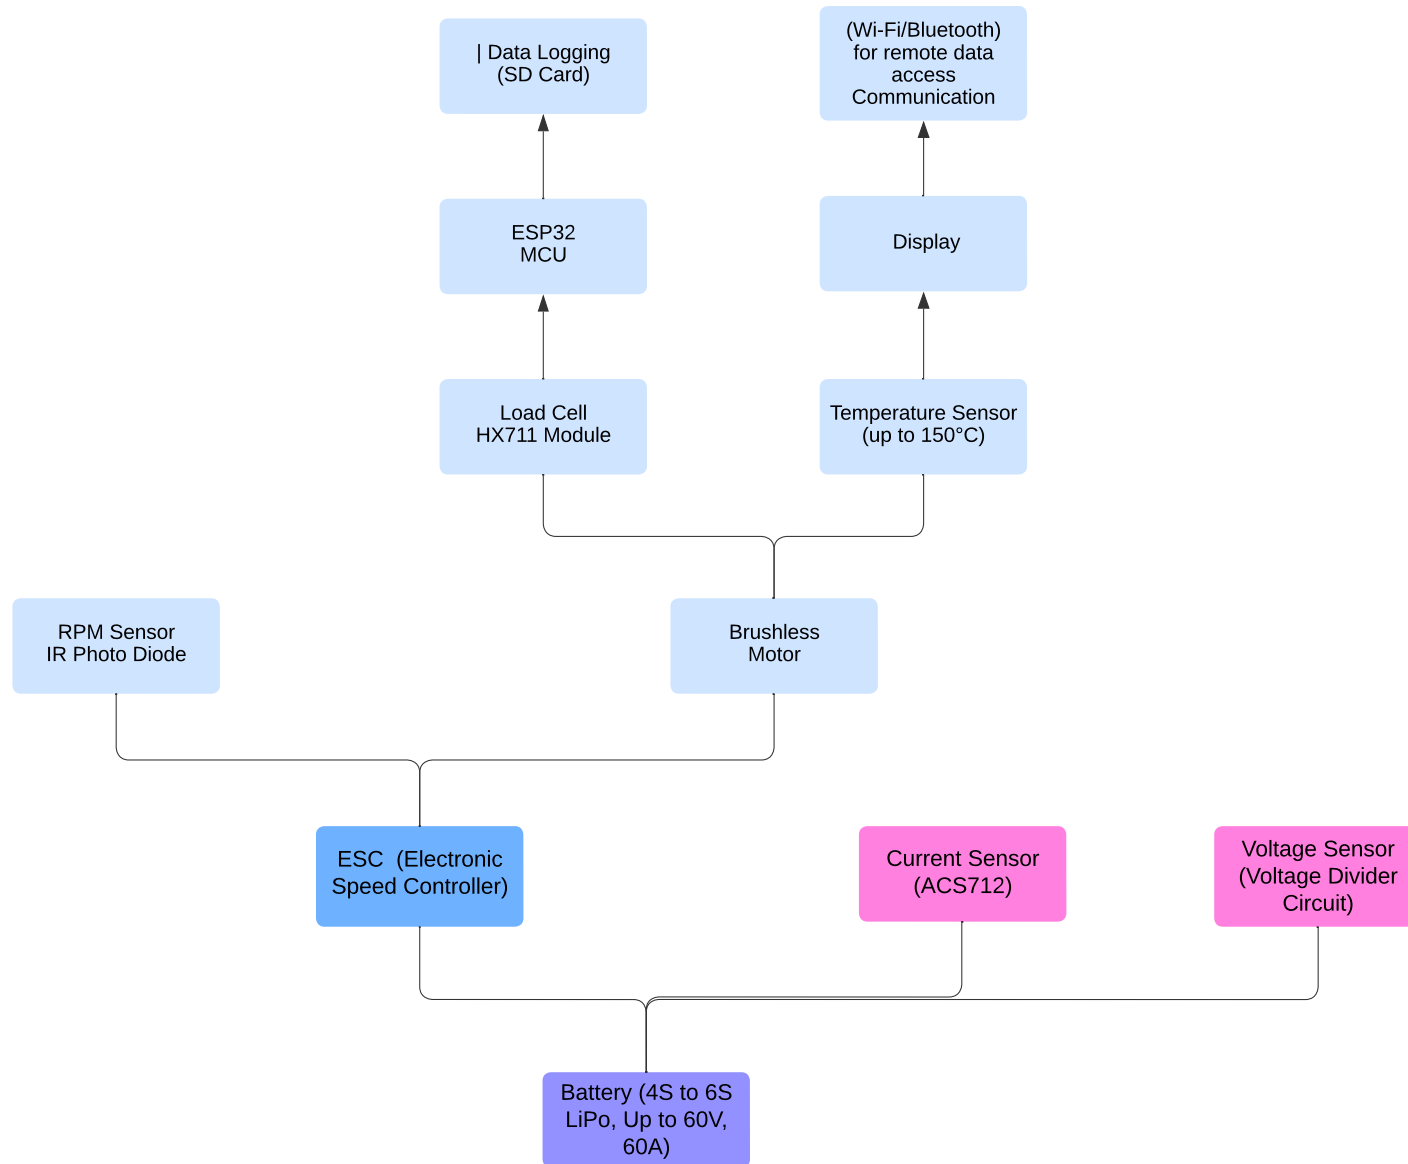 | Data Logging
(SD Card)
(Wi-Fi/Bluetooth)
for remote data
access
Communication
ESP32
MCU
Display
Load Cell
HX711 Module
Temperature Sensor
(up to 150°C)
RPM Sensor
IR Photo Diode
Brushless
Motor
ESC  (Electronic
Speed Controller)
Current Sensor
(ACS712)
Voltage Sensor
(Voltage Divider
Circuit)
Battery (4S to 6S
LiPo, Up to 60V,
60A)